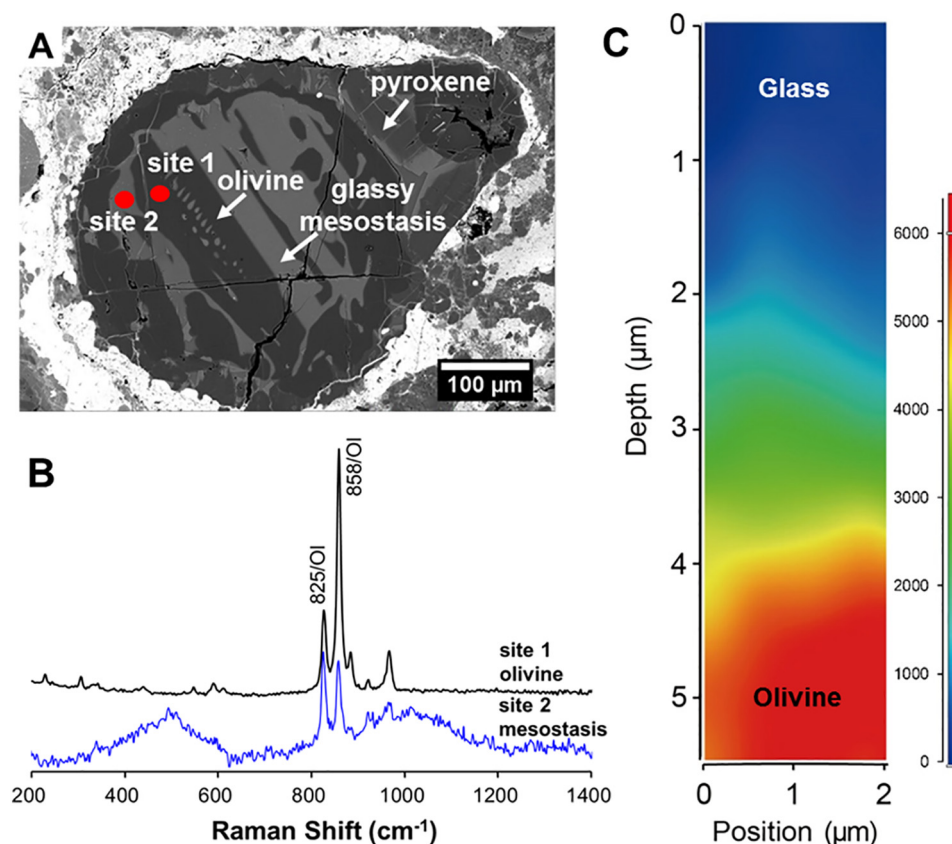 A
pyroxene
site 1
olivine
glassy
mesostasis
site 2
100 µm
B
858/Ol
825/Ol
site 1
olivine
site 2
mesostasis
200 400 600 800 1000 1200 1400
Raman Shift (cm-1)
C
0
Glass
1
2
3
4
5
Depth (µm)
Olivine
0 1 2
Position (µm)
6000
5000
4000
3000
2000
1000
0